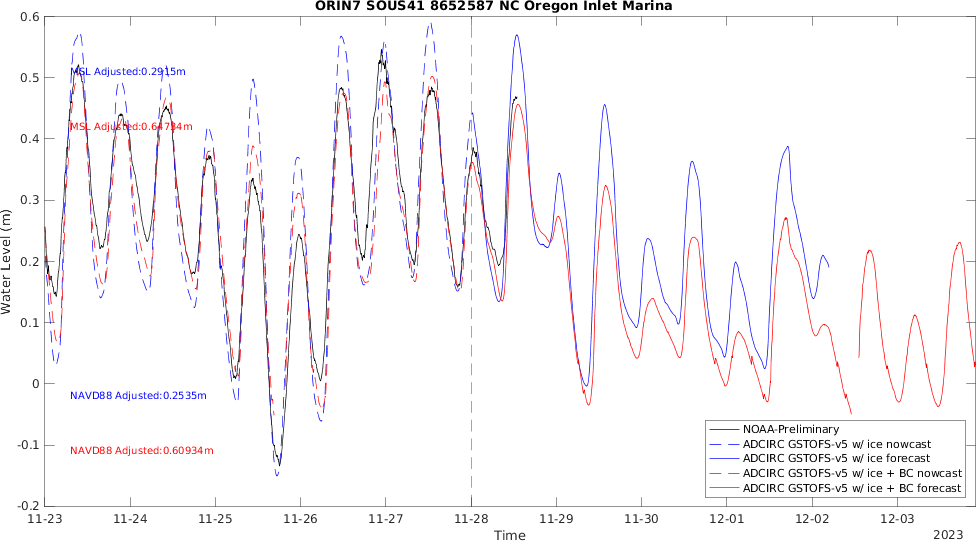 ORIN7 SOUS41 8652587 NC Oregon Inlet Marina
0.6
0.5
0.4
0.3
0.2
0.1
0
-0.1
-0.2
Water Level (m)
MSL Adjusted:0.2915m
MSL Adjusted:0.64794m
NAVD88 Adjusted:0.2535m
NAVD88 Adjusted:0.60934m
NOAA-Preliminary
ADCIRC GSTOFS-v5 w/ ice nowcast
ADCIRC GSTOFS-v5 w/ ice forecast
ADCIRC GSTOFS-v5 w/ ice + BC nowcast
ADCIRC GSTOFS-v5 w/ ice + BC forecast
11-23 11-24 11-25 11-26 11-27 11-28 11-29 11-30 12-01 12-02 12-03
Time
2023